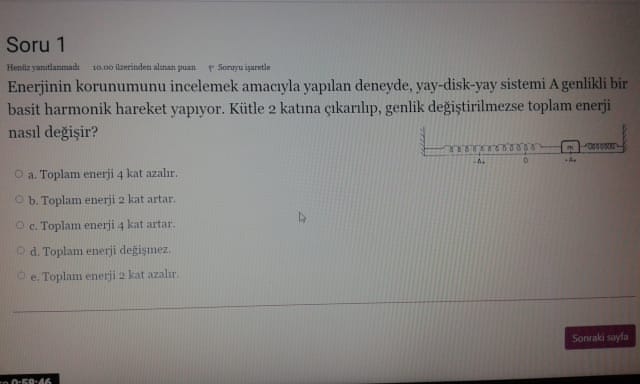 Soru 1
Henüz yanıtlanmadı 10.00 üzerinden alınan puan Soruyu işaretle
Enerjinin korunumunu incelemek amacıyla yapılan deneyde, yay-disk-yay sistemi A genlikli bir
basit harmonik hareket yapıyor. Kütle 2 katına çıkarılıp, genlik değiştirilmezse toplam enerji
nasıl değişir?
m
-A₀ 0 +A₀
a. Toplam enerji 4 kat azalır.
b. Toplam enerji 2 kat artar.
c. Toplam enerji 4 kat artar.
d. Toplam enerji değişmez.
e. Toplam enerji 2 kat azalır.
Sonraki sayfa
0:59:46